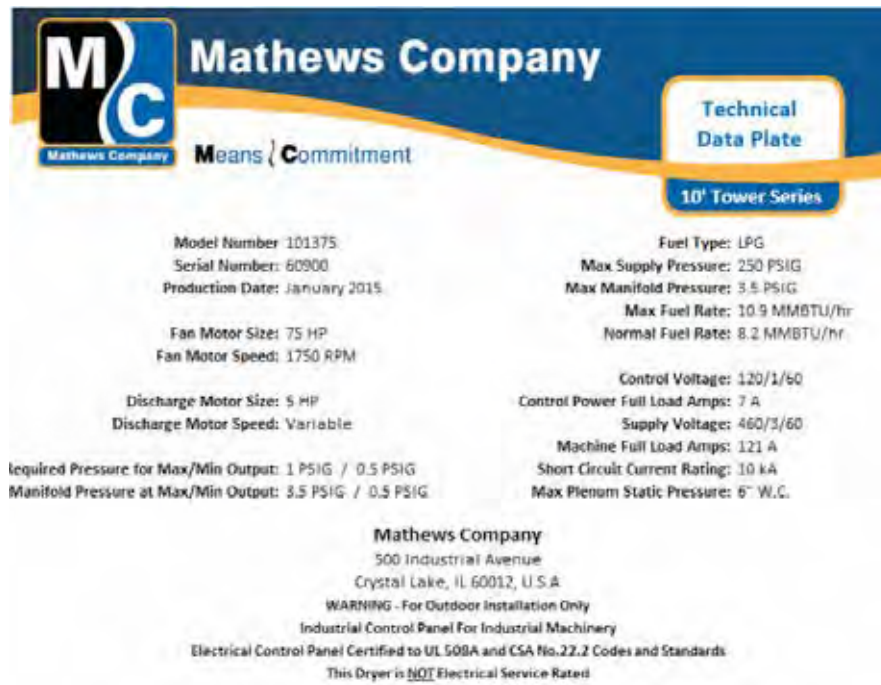 M
C
Mathews Company
Mathews Company
Means Commitment
Technical
Data Plate
10' Tower Series
Model Number 101375
Serial Number: 60900
Production Date: January 2015
Fan Motor Size: 75 HP
Fan Motor Speed: 1750 RPM
Discharge Motor Size: 5 HP
Discharge Motor Speed: Variable
equired Pressure for Max/Min Output: 1 PSIG / 0.5 PSIG
Manifold Pressure at Max/Min Output: 3.5 PSIG / 0.5 PSIG
Fuel Type: LPG
Max Supply Pressure: 250 PSIG
Max Manifold Pressure: 3.5 PSIG
Max Fuel Rate: 10.9 MMBTU/hr
Normal Fuel Rate: 8.2 MMBTU/hr
Control Voltage: 120/1/60
Control Power Full Load Amps: 7 A
Supply Voltage: 460/3/60
Machine Full Load Amps: 121 A
Short Circuit Current Rating: 10 kA
Max Plenum Static Pressure: 6" W.C.
Mathews Company
500 Industrial Avenue
Crystal Lake, IL 60012, U.S.A
WARNING - For Outdoor Installation Only
Industrial Control Panel For Industrial Machinery
Electrical Control Panel Certified to UL 508A and CSA No.22.2 Codes and Standards
This Dryer is NOT Electrical Service Rated